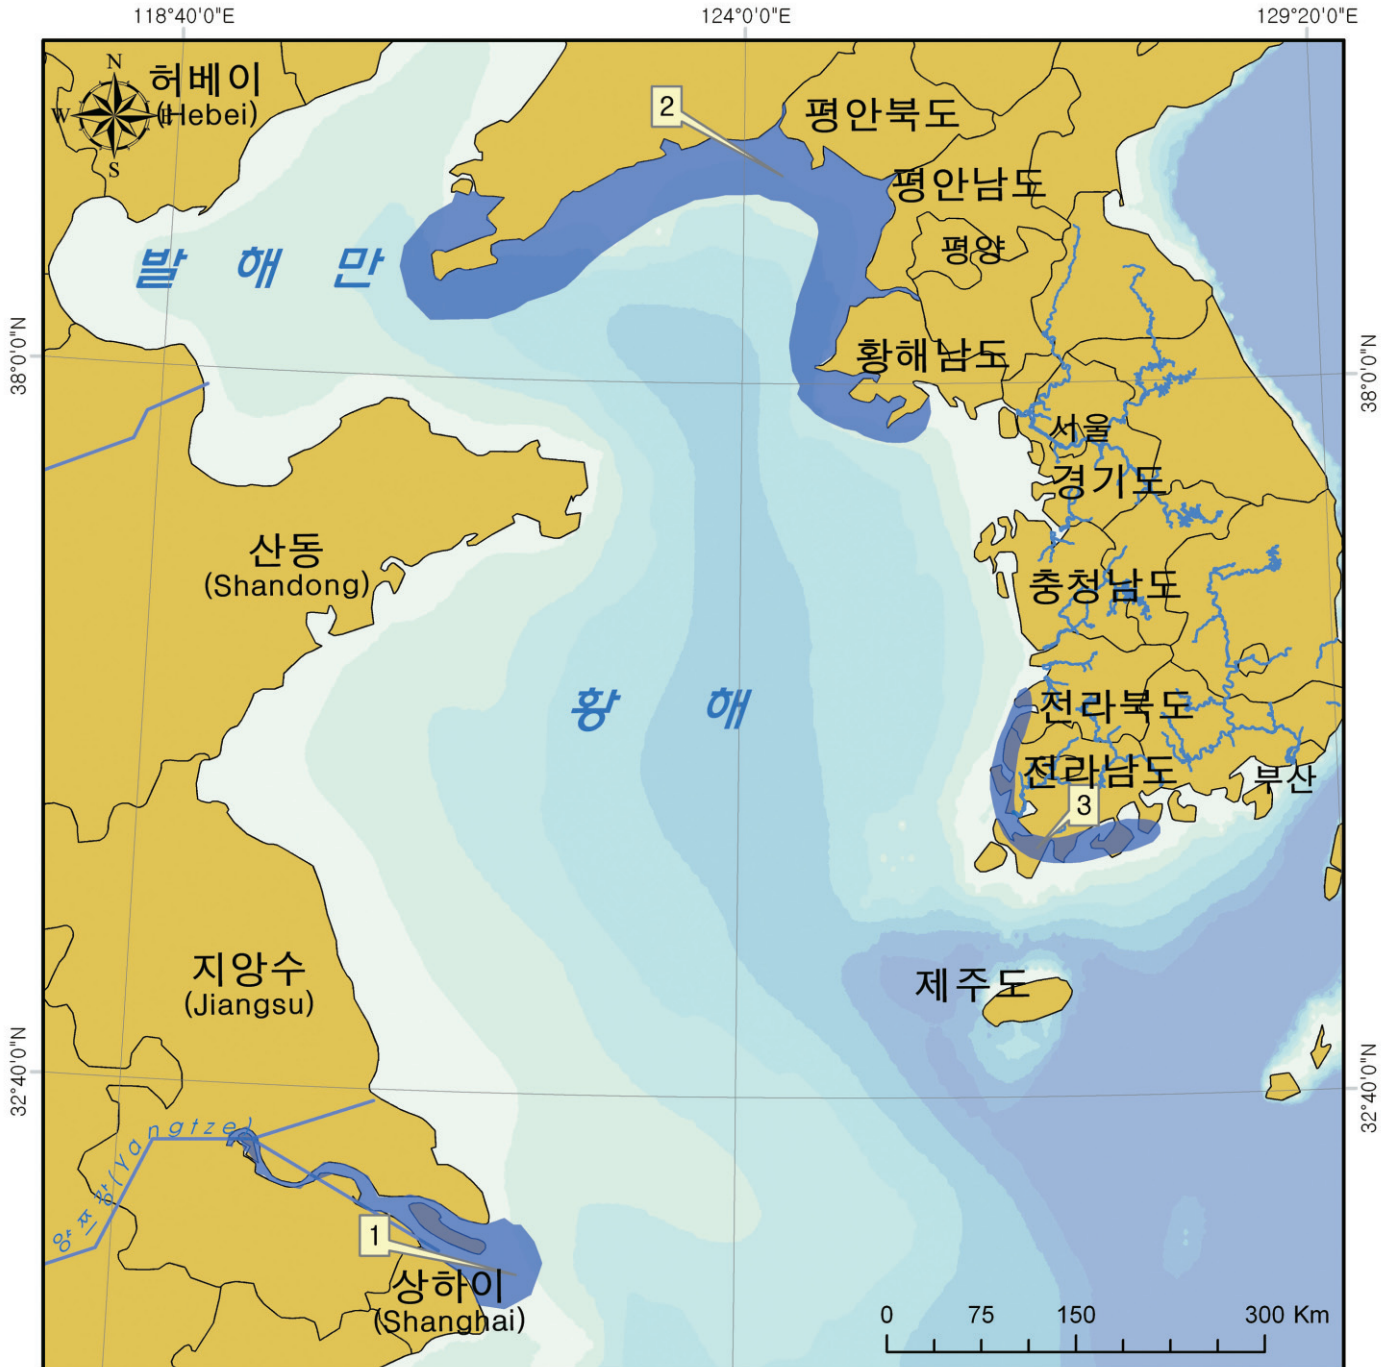 118°40'0"E
124°0'0"E
129°20'0"E
N
W
E
S
허베이
(Hebei)
2
평안북도
평안남도
평양
발 해 만
황해남도
38°0'0"N
38°0'0"N
서울
경기도
산동
(Shandong)
충청남도
황 해
전라북도
전라남도
부산
3
지앙수
(Jiangsu)
제주도
32°40'0"N
32°40'0"N
양쯔강(Yangtze)
1
상하이
(Shanghai)
0 75 150 300 Km